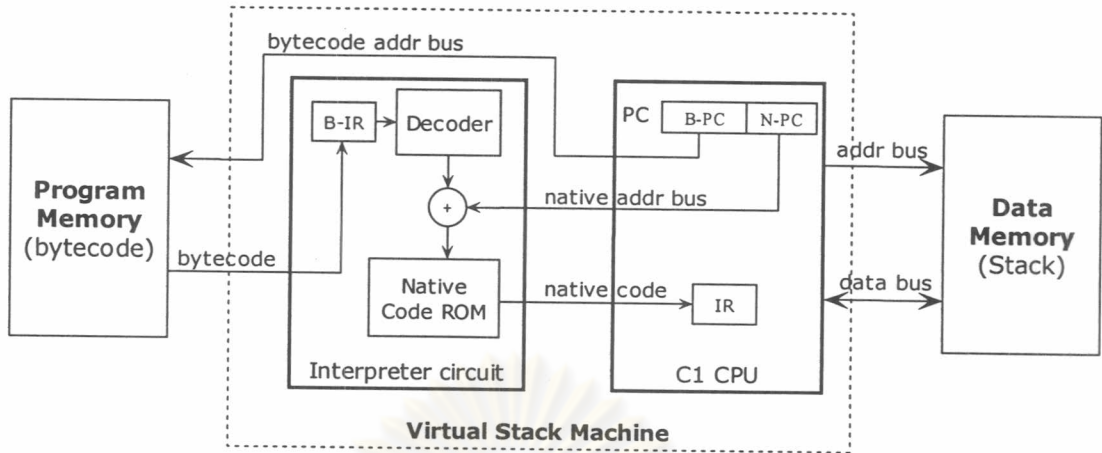 bytecode addr bus
B-IR
Decoder
PC
B-PC
N-PC
addr bus
Program
Memory
(bytecode)
+
native addr bus
Data
Memory
(Stack)
bytecode
Native
Code ROM
native code
IR
data bus
Interpreter circuit
C1 CPU
Virtual Stack Machine